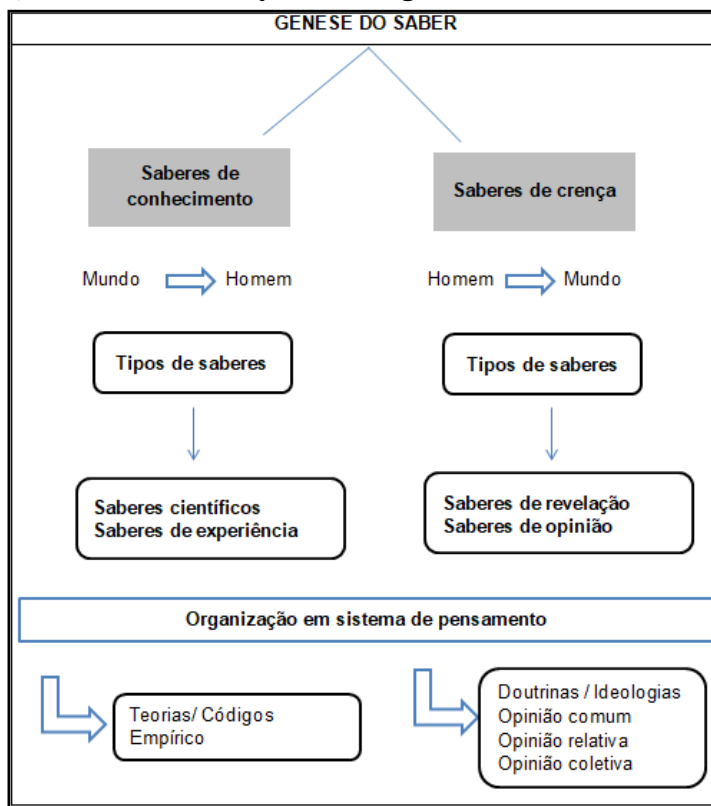 GENESE DO SABER
Saberes de
conhecimento
Saberes de crença
Mundo Homem
Homem Mundo
Tipos de saberes
Tipos de saberes
Saberes científicos
Saberes de experiência
Saberes de revelação
Saberes de opinião
Organização em sistema de pensamento
Teorias/ Códigos
Empírico
Doutrinas / Ideologias
Opinião comum
Opinião relativa
Opinião coletiva